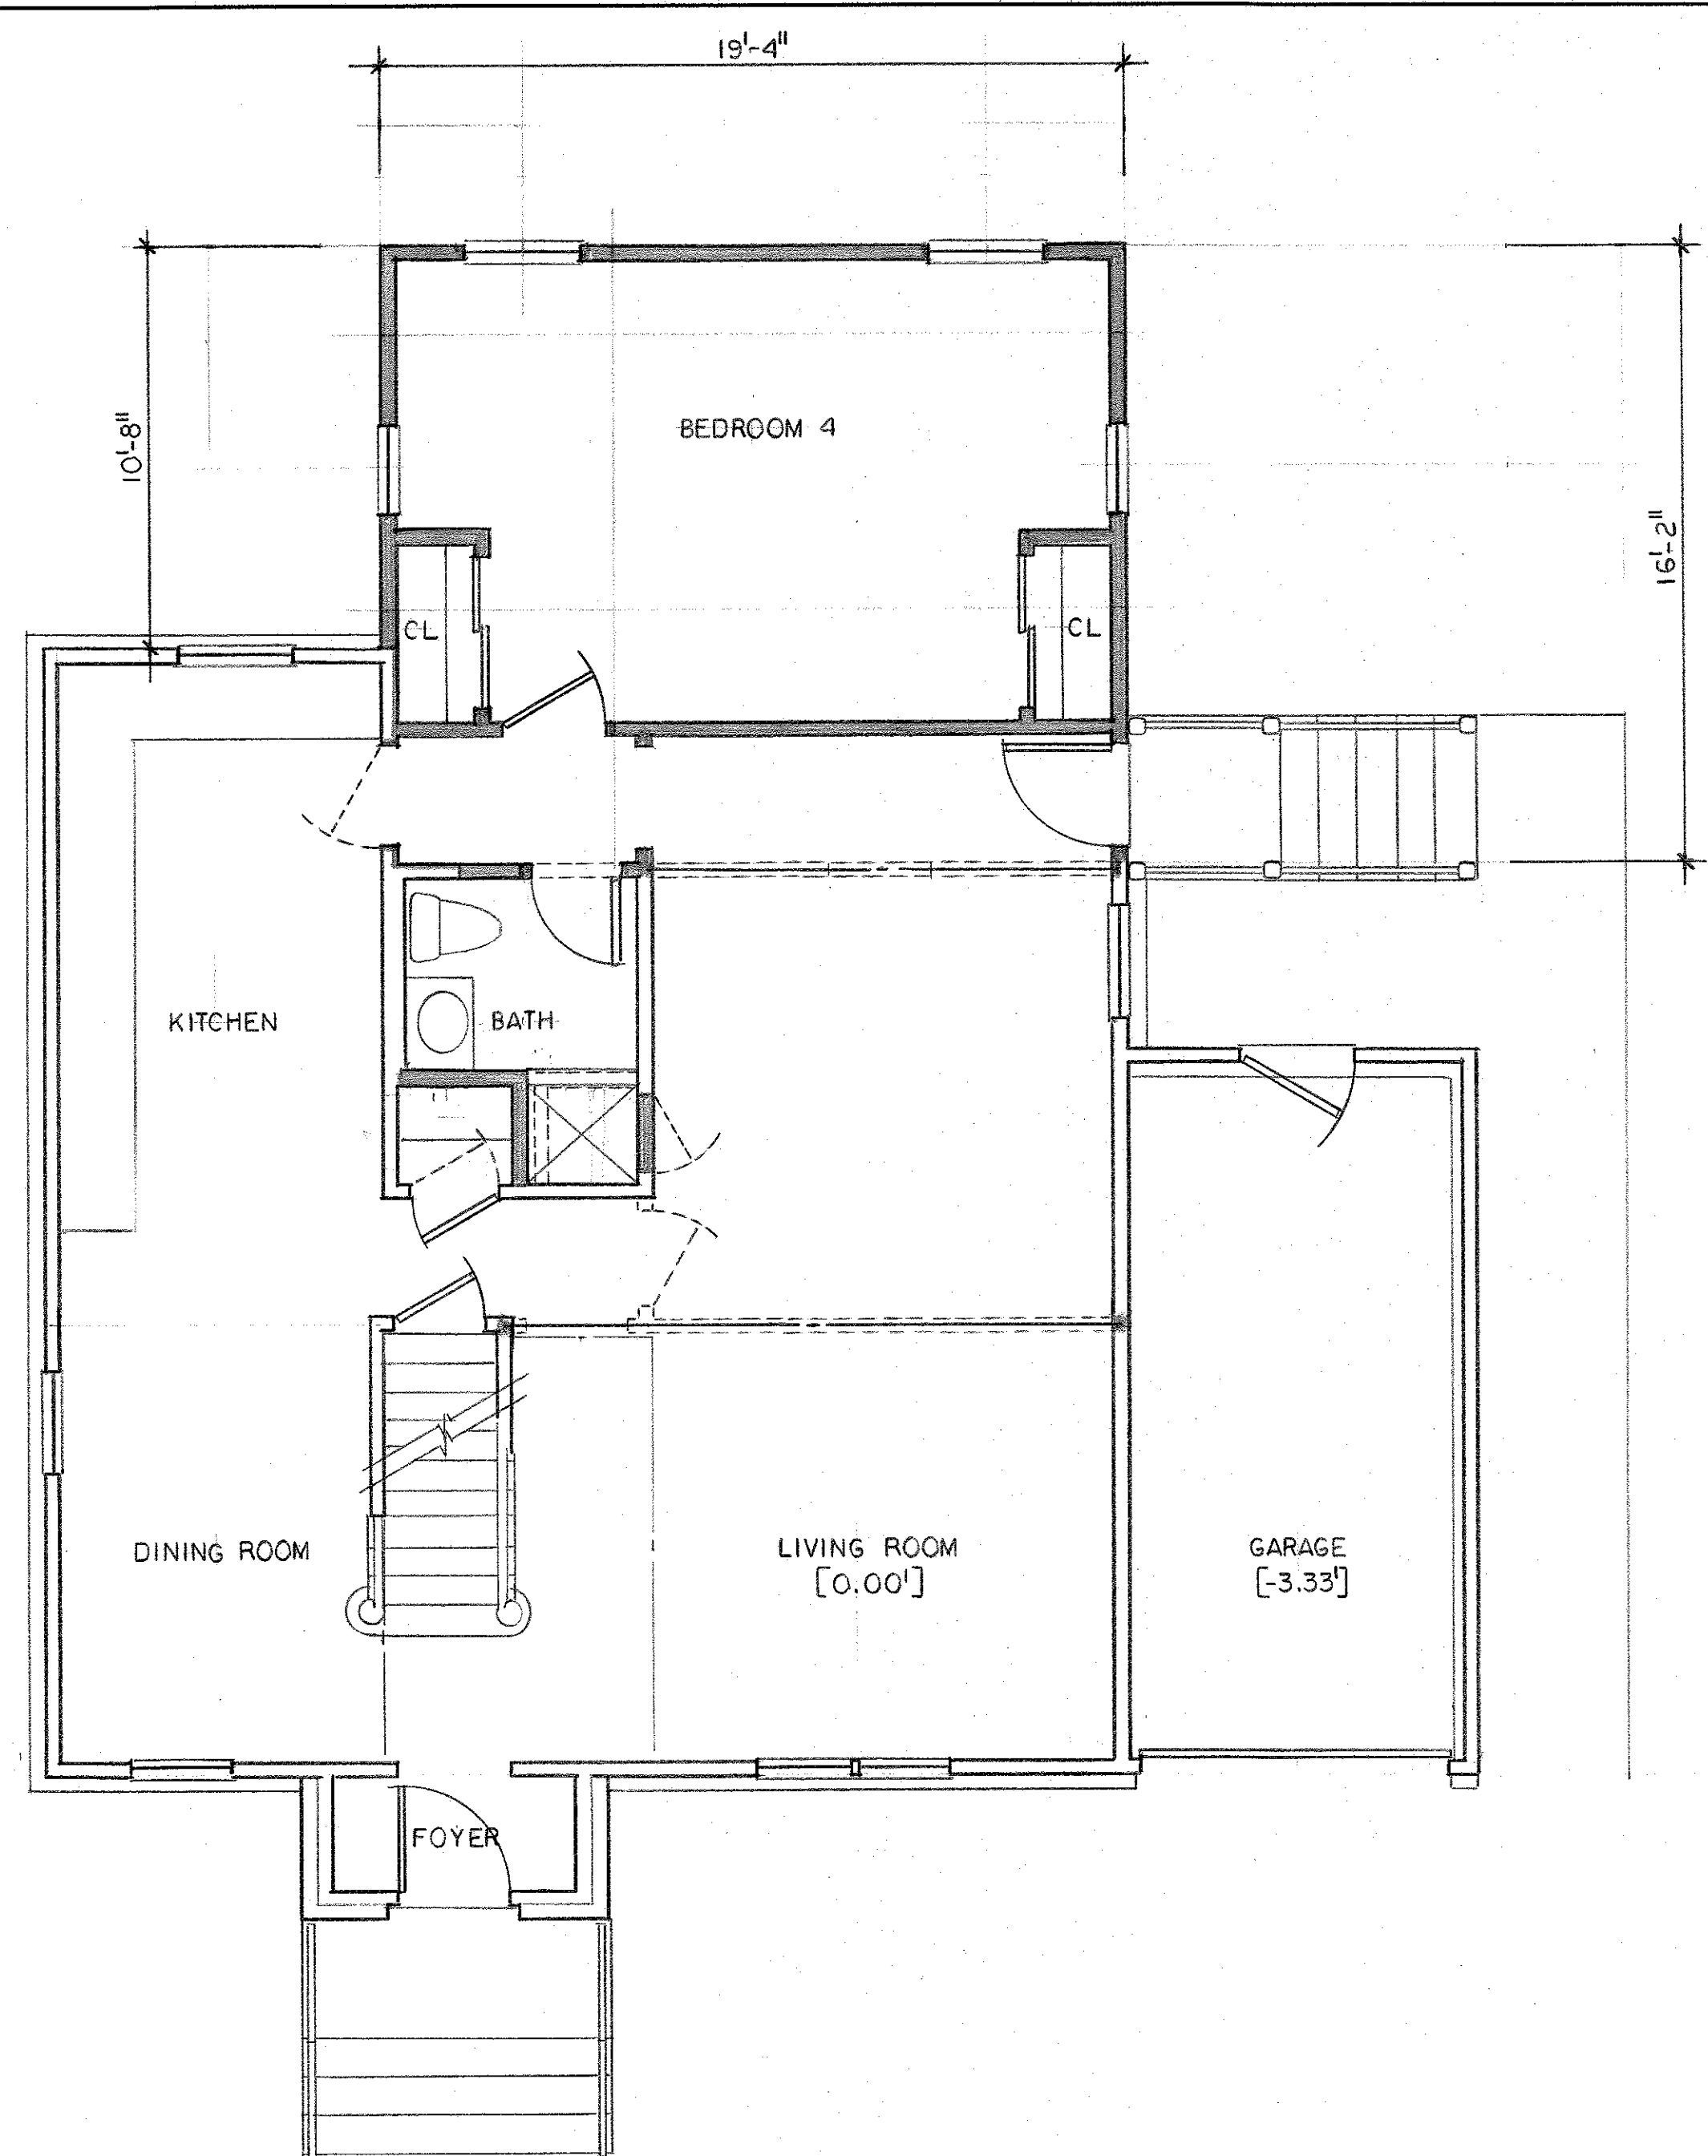 19'-4"
10'-8"
BEDROOM 4
16'-2"
CL
CL
KITCHEN
BATH
DINING ROOM
LIVING ROOM
[0.00']
GARAGE
[-3.33']
FOYER